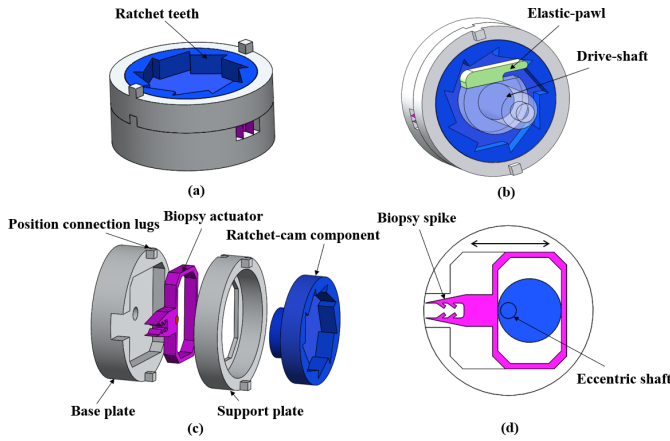 Ratchet teeth
(a)
Elastic-pawl
Drive-shaft
(b)
Position connection lugs
Biopsy actuator
Ratchet-cam component
Base plate
Support plate
(c)
Biopsy spike
Eccentric shaft
(d)